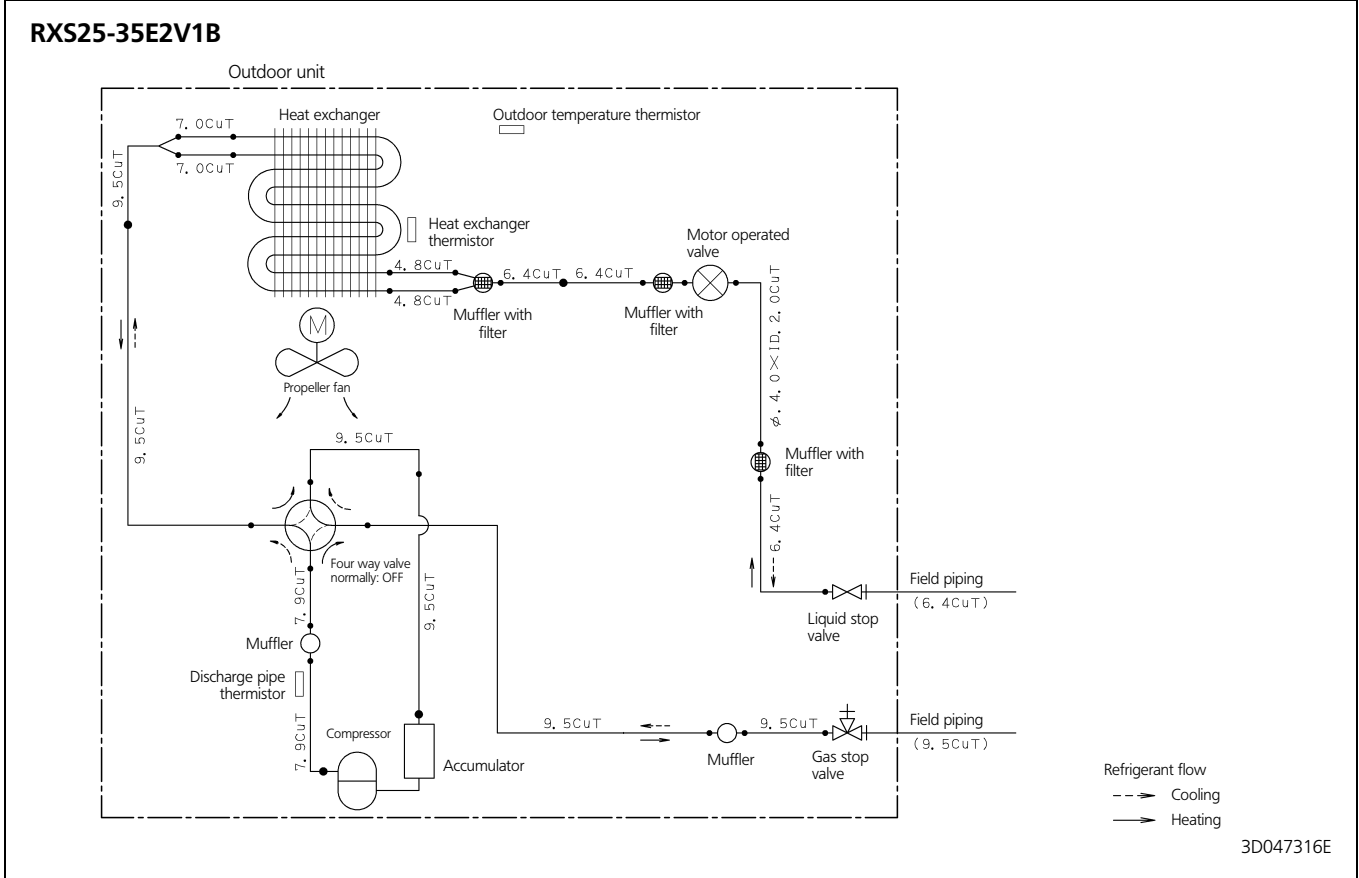 RXS25-35E2V1B
Outdoor unit
Heat exchanger
Outdoor temperature thermistor
7. 0CuT
7. 0CuT
9. 5CuT
Heat exchanger
thermistor
Motor operated
valve
4. 8CuT
4. 8CuT
6. 4CuT
6. 4CuT
Muffler with
filter
Muffler with
filter
ø. 4. 0×ID. 2. 0CuT
M
Propeller fan
9. 5CuT
9. 5CuT
Muffler with
filter
6. 4CuT
Four way valve
normally: OFF
7. 9CuT
9. 5CuT
Field piping
(6. 4CuT)
Liquid stop
valve
Muffler
Discharge pipe
thermistor
7. 9CuT
Compressor
Accumulator
9. 5CuT
9. 5CuT
Muffler
Gas stop
valve
Field piping
(9. 5CuT)
Refrigerant flow
Cooling
Heating
3D047316E